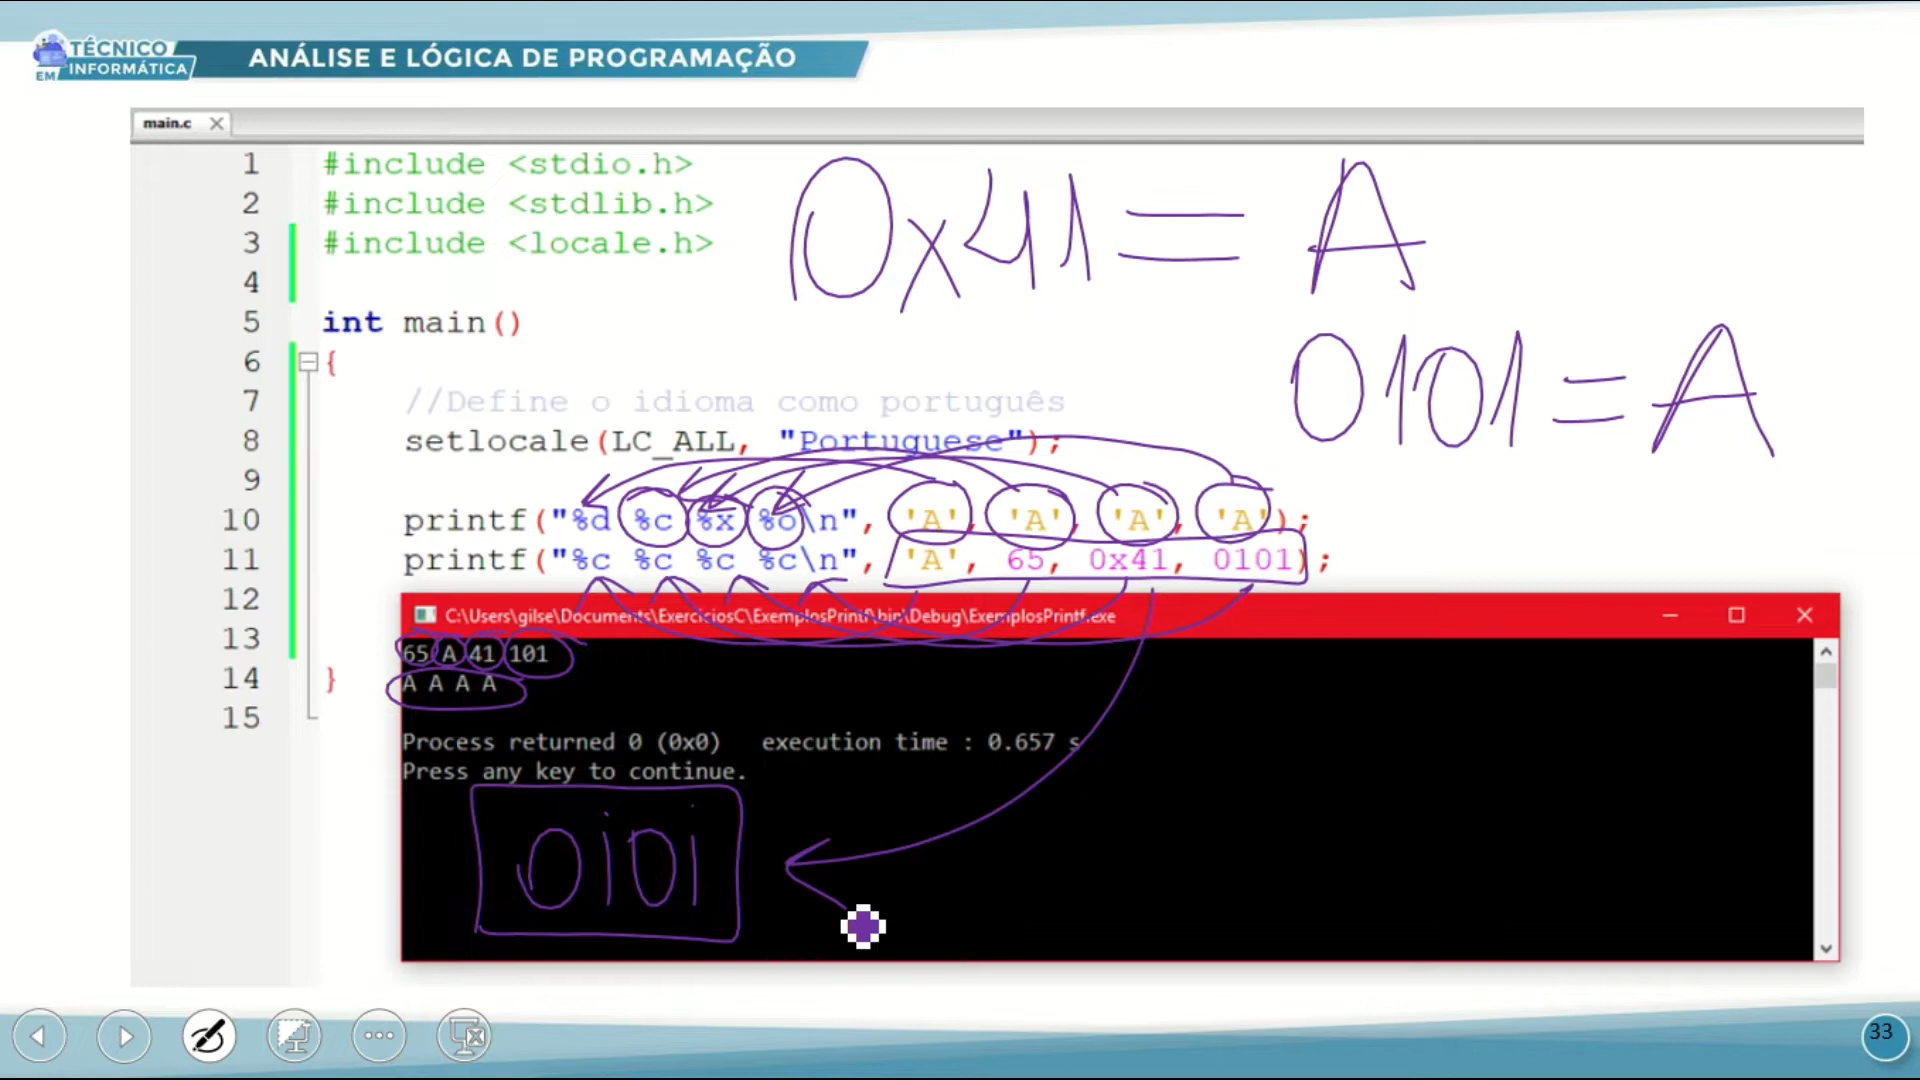 TÉCNICO
EM INFORMÁTICA
ANÁLISE E LÓGICA DE PROGRAMAÇÃO
main.c
1 #include <stdio.h>
2 #include <stdlib.h>
3 #include <locale.h>
4
5 int main()
6 {
7 //Define o idioma como português
8 setlocale(LC_ALL, "Portuguese");
9
10 printf("%d %c %x %o\n", 'A', 'A', 'A', 'A');
11 printf("%c %c %c %c\n", 'A', 65, 0x41, 0101);
12
13
14 }
15
0x41 = A
0101 = A
C:\Users\gilse\Documents\ExerciciosC\ExemplosPrintf\bin\Debug\ExemplosPrintf.exe
65 A 41 101
A A A A
Process returned 0 (0x0) execution time : 0.657 s
Press any key to continue.
0101
33